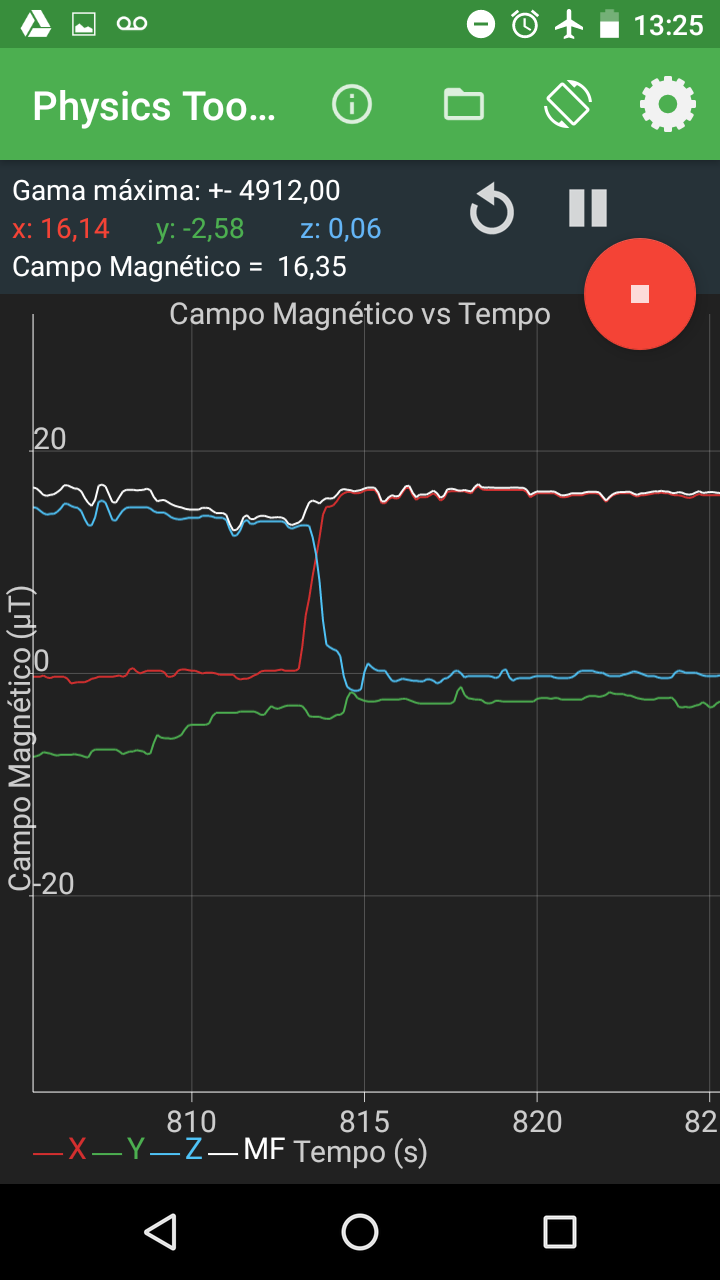 13:25
Physics Too...
Gama máxima: +- 4912,00
x: 16,14 y: -2,58 z: 0,06
Campo Magnético = 16,35
Campo Magnético vs Tempo
20
0
-20
Campo Magnético (µT)
810 815 820 82
X Y Z MF Tempo (s)